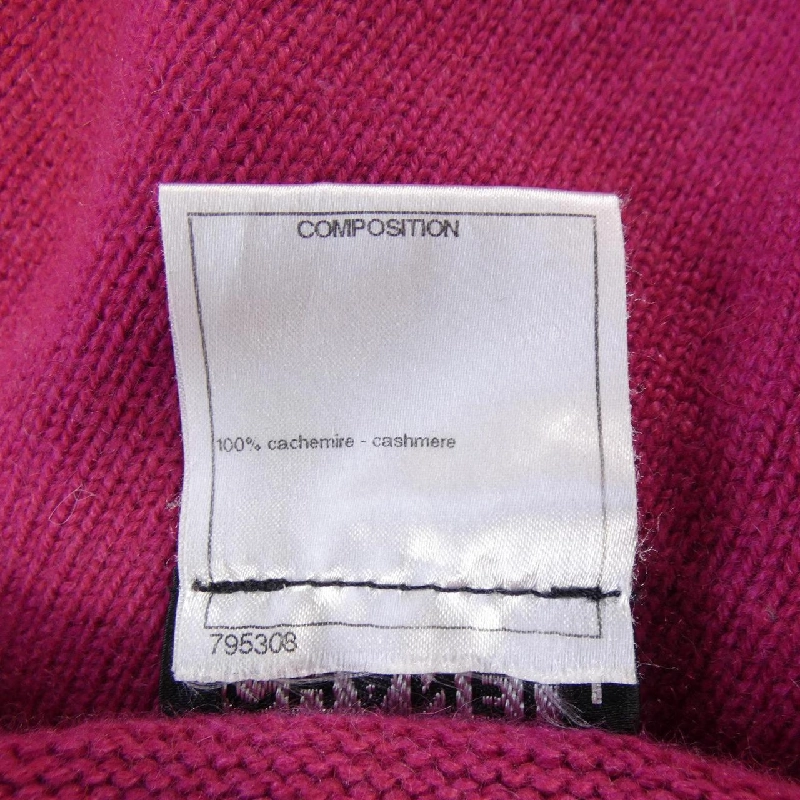 COMPOSITION
100% cachemire - cashmere
795308